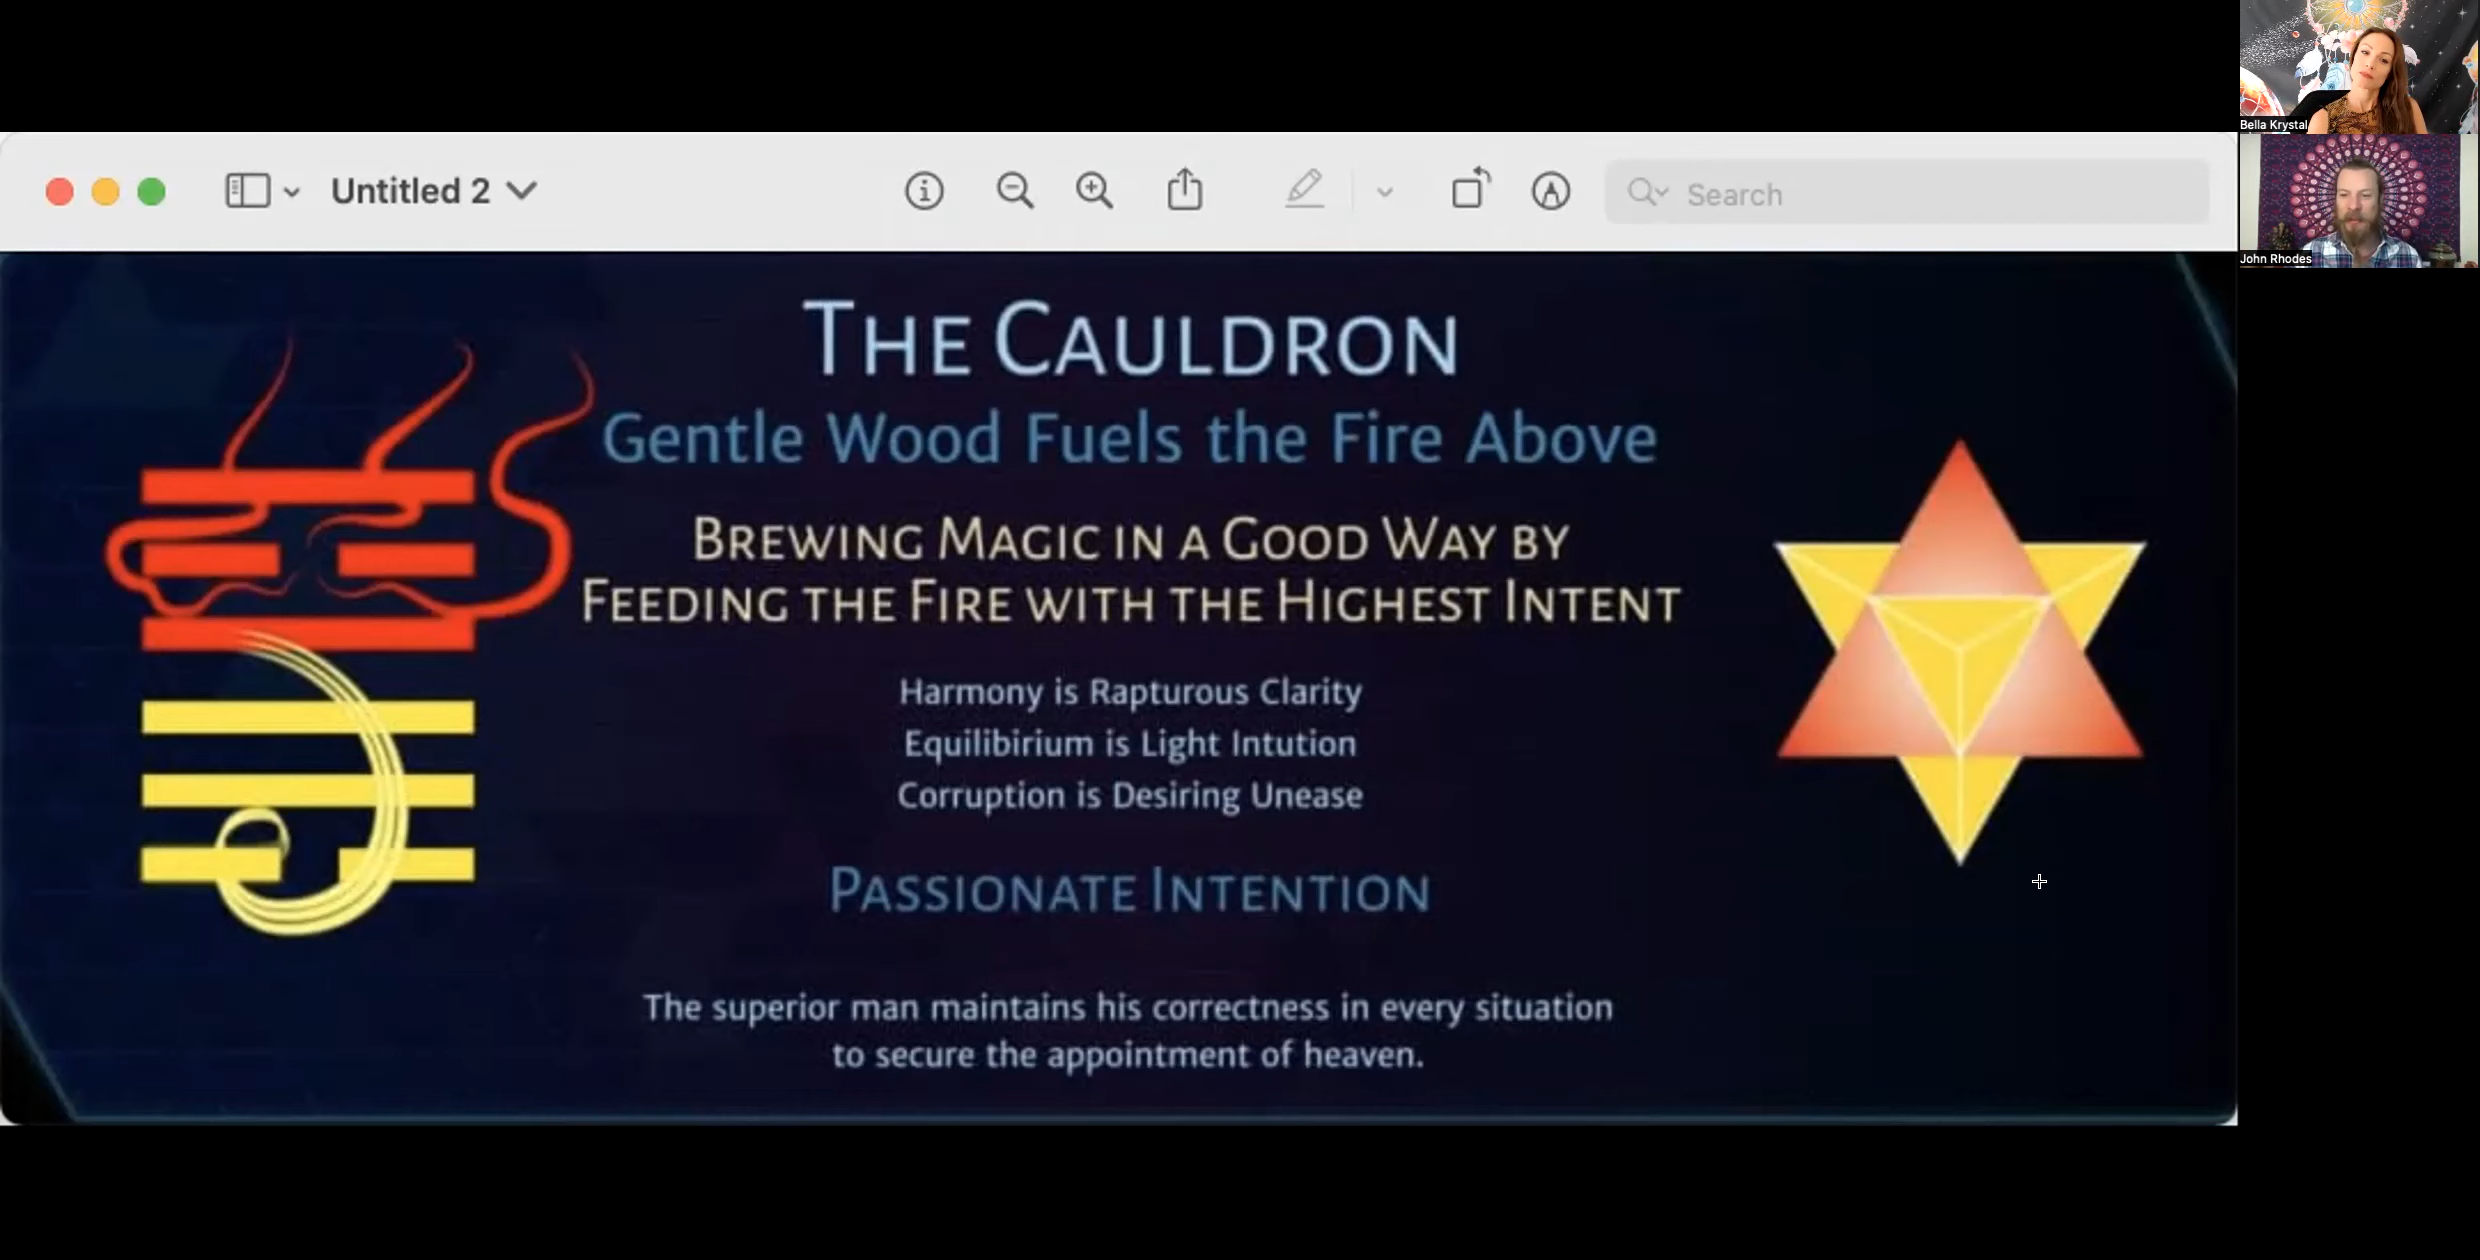 Bella Krystal
John Rhodes
Untitled 2
Search
THE CAULDRON
Gentle Wood Fuels the Fire Above
BREWING MAGIC IN A GOOD WAY BY
FEEDING THE FIRE WITH THE HIGHEST INTENT
Harmony is Rapturous Clarity
Equilibirium is Light Intution
Corruption is Desiring Unease
PASSIONATE INTENTION
The superior man maintains his correctness in every situation
to secure the appointment of heaven.